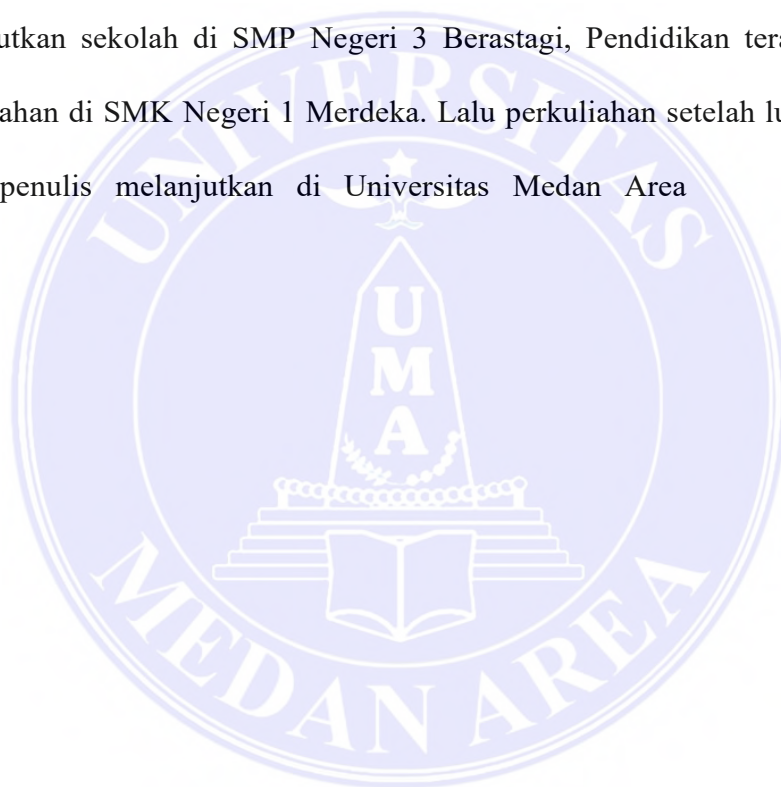 utkan sekolah di SMP Negeri 3 Berastagi, Pendidikan tera
ahan di SMK Negeri 1 Merdeka. Lalu perkuliahan setelah lu
penulis melanjutkan di Universitas Medan Area
UNIVERSITAS
U
M
A
MEDAN AREA